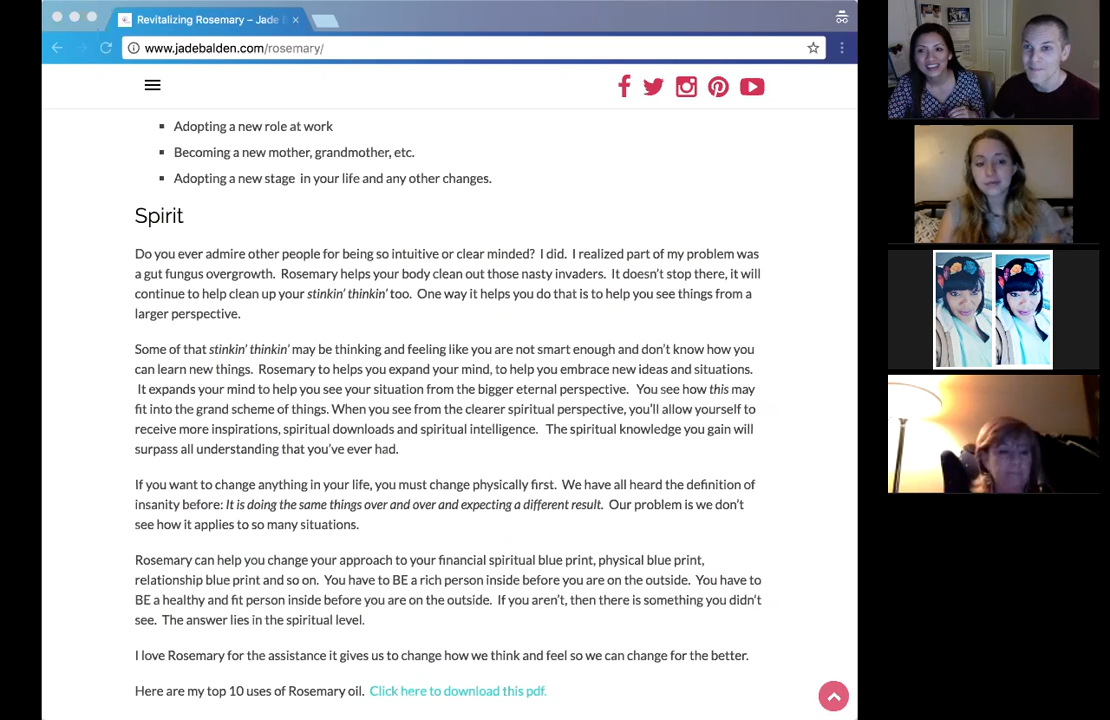 Revitalizing Rosemary – Jade
www.jadebalden.com/rosemary/
Adopting a new role at work
Becoming a new mother, grandmother, etc.
Adopting a new stage in your life and any other changes.
Spirit
Do you ever admire other people for being so intuitive or clear minded? I did. I realized part of my problem was
a gut fungus overgrowth. Rosemary helps your body clean out those nasty invaders. It doesn't stop there, it will
continue to help clean up your stinkin' thinkin' too. One way it helps you do that is to help you see things from a
larger perspective.
Some of that stinkin' thinkin' may be thinking and feeling like you are not smart enough and don't know how you
can learn new things. Rosemary to helps you expand your mind, to help you embrace new ideas and situations.
It expands your mind to help you see your situation from the bigger eternal perspective. You see how this may
fit into the grand scheme of things. When you see from the clearer spiritual perspective, you'll allow yourself to
receive more inspirations, spiritual downloads and spiritual intelligence. The spiritual knowledge you gain will
surpass all understanding that you've ever had.
If you want to change anything in your life, you must change physically first. We have all heard the definition of
insanity before: It is doing the same things over and over and expecting a different result. Our problem is we don't
see how it applies to so many situations.
Rosemary can help you change your approach to your financial spiritual blue print, physical blue print,
relationship blue print and so on. You have to BE a rich person inside before you are on the outside. You have to
BE a healthy and fit person inside before you are on the outside. If you aren't, then there is something you didn't
see. The answer lies in the spiritual level.
I love Rosemary for the assistance it gives us to change how we think and feel so we can change for the better.
Here are my top 10 uses of Rosemary oil. Click here to download this pdf.